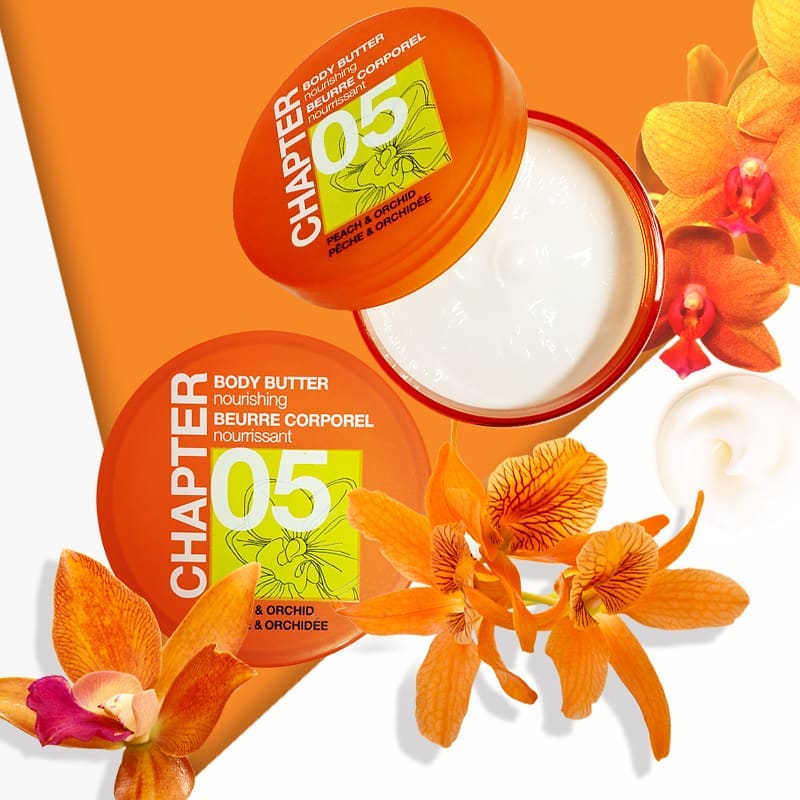 CHAPTER
BODY BUTTER
nourishing
BEURRE CORPOREL
nourrissant
05
PEACH & ORCHID
PÊCHE & ORCHIDÉE
CHAPTER
BODY BUTTER
nourishing
BEURRE CORPOREL
nourrissant
05
& ORCHID
& ORCHIDÉE